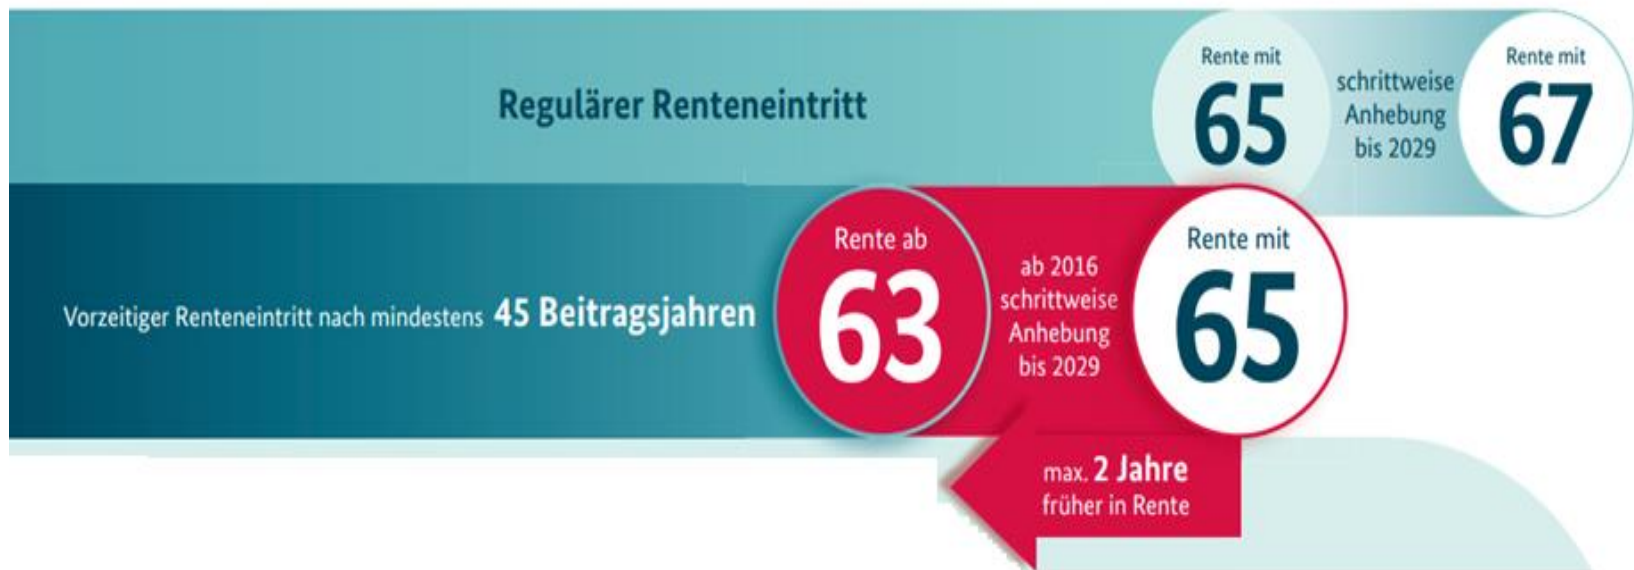 Regulärer Renteneintritt
Rente mit
65
schrittweise
Anhebung
bis 2029
Rente mit
67
Vorzeitiger Renteneintritt nach mindestens 45 Beitragsjahren
Rente ab
63
ab 2016
schrittweise
Anhebung
bis 2029
Rente mit
65
max. 2 Jahre
früher in Rente